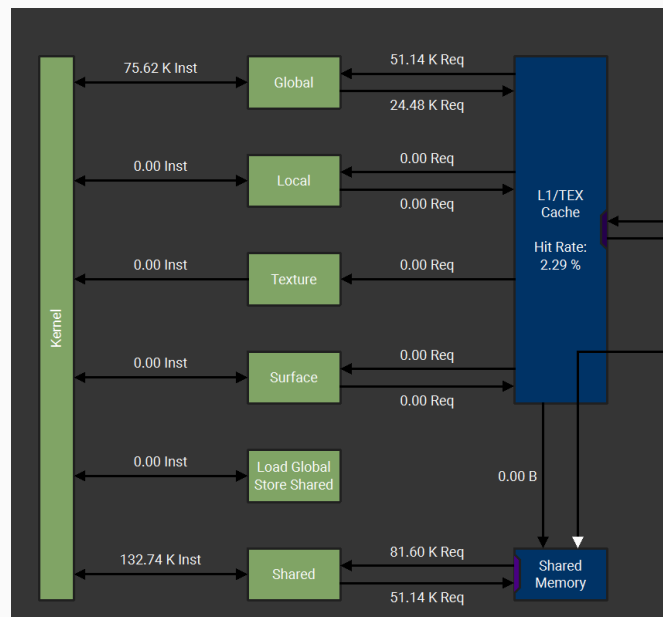 51.14 K Req
75.62 K Inst
Global
24.48 K Req
0.00 Req
0.00 Inst
Local
0.00 Req
L1/TEX
Cache
Hit Rate:
2.29 %
0.00 Inst
Texture
0.00 Req
Kernel
0.00 Req
0.00 Inst
Surface
0.00 Req
0.00 Inst
Load Global
Store Shared
0.00 B
81.60 K Req
132.74 K Inst
Shared
51.14 K Req
Shared
Memory